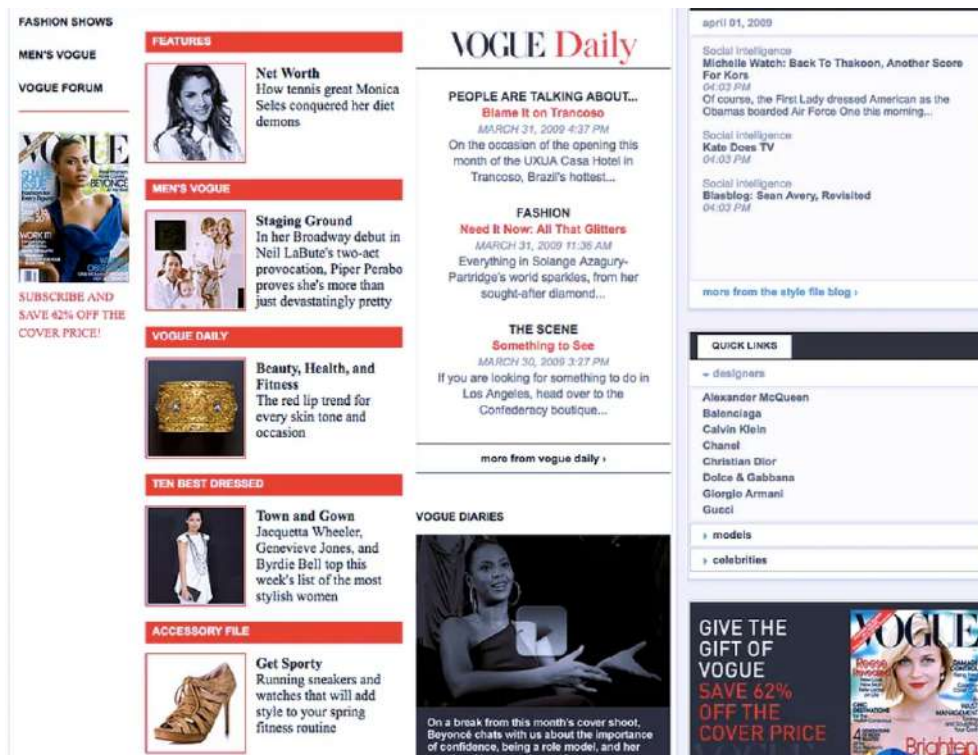 FASHION SHOWS
MEN'S VOGUE
VOGUE FORUM
VOGUE
SHAPE
ISSUE
BEYONCE
WORK IT!
SUBSCRIBE AND
SAVE 62% OFF THE
COVER PRICE!
FEATURES
Net Worth
How tennis great Monica
Seles conquered her diet
demons
MEN'S VOGUE
Staging Ground
In her Broadway debut in
Neil LaBute's two-act
provocation, Piper Perabo
proves she's more than
just devastatingly pretty
VOGUE DAILY
Beauty, Health, and
Fitness
The red lip trend for
every skin tone and
occasion
TEN BEST DRESSED
Town and Gown
Jacquetta Wheeler,
Genevieve Jones, and
Byrdie Bell top this
week's list of the most
stylish women
ACCESSORY FILE
Get Sporty
Running sneakers and
watches that will add
style to your spring
fitness routine
VOGUE Daily
PEOPLE ARE TALKING ABOUT...
Blame It on Trancoso
MARCH 31, 2009 4:37 PM
On the occasion of the opening this
month of the UXUA Casa Hotel in
Trancoso, Brazil's hottest...
FASHION
Need It Now: All That Glitters
MARCH 31, 2009 11:36 AM
Everything in Solange Azagury-
Partridge's world sparkles, from her
sought-after diamond...
THE SCENE
Something to See
MARCH 30, 2009 3:27 PM
If you are looking for something to do in
Los Angeles, head over to the
Confederacy boutique...
more from vogue daily ›
VOGUE DIARIES
On a break from this month's cover shoot,
Beyoncé chats with us about the importance
of confidence, being a role model, and her
april 01, 2009
Social Intelligence
Michelle Watch: Back To Thakoon, Another Score
For Kors
04:03 PM
Of course, the First Lady dressed American as the
Obamas boarded Air Force One this morning...
Social Intelligence
Kate Does TV
04:03 PM
Social Intelligence
Blasblog: Sean Avery, Revisited
04:03 PM
more from the style file blog ›
QUICK LINKS
designers
Alexander McQueen
Balenciaga
Calvin Klein
Chanel
Christian Dior
Dolce & Gabbana
Giorgio Armani
Gucci
models
celebrities
GIVE THE
GIFT OF
VOGUE
SAVE 62%
OFF THE
COVER PRICE
VOGUE
Reese
Revealed
Brighter